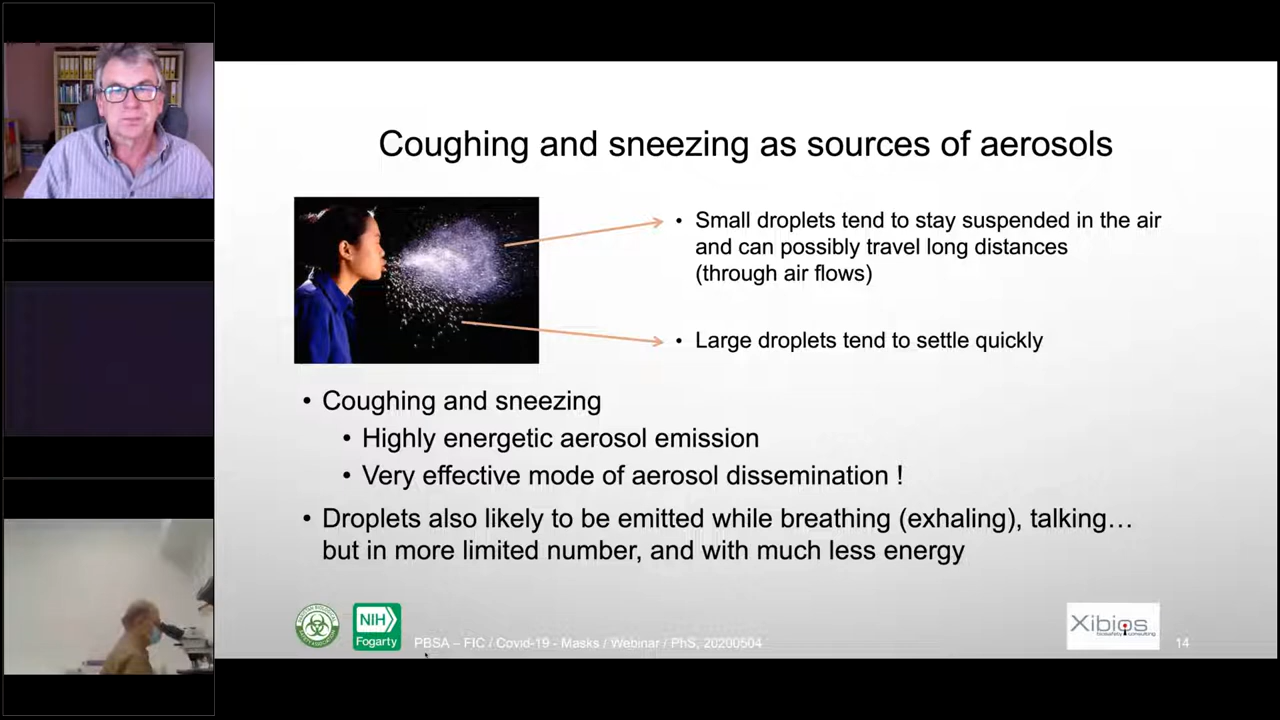 Coughing and sneezing as sources of aerosols
• Small droplets tend to stay suspended in the air
and can possibly travel long distances
(through air flows)
• Large droplets tend to settle quickly
• Coughing and sneezing
• Highly energetic aerosol emission
• Very effective mode of aerosol dissemination !
• Droplets also likely to be emitted while breathing (exhaling), talking…
but in more limited number, and with much less energy
NIH
Fogarty
PBSA – FIC / Covid-19 - Masks / Webinar / PhS, 20200504
Xibios
biosafety consulting
14